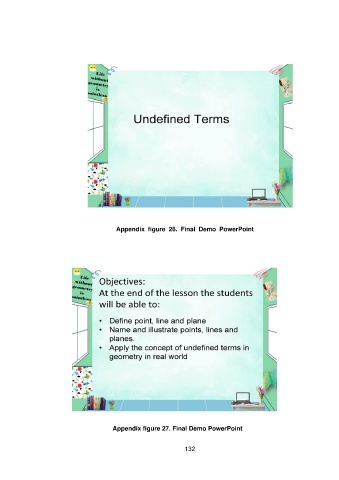 Life
without
geometry
is
pointless
Undefined Terms
Appendix figure 26. Final Demo PowerPoint
Life
without
geometry
is
pointless
Objectives:
At the end of the lesson the students
will be able to:
• Define point, line and plane
• Name and illustrate points, lines and
planes.
• Apply the concept of undefined terms in
geometry in real world
Appendix figure 27. Final Demo PowerPoint
132